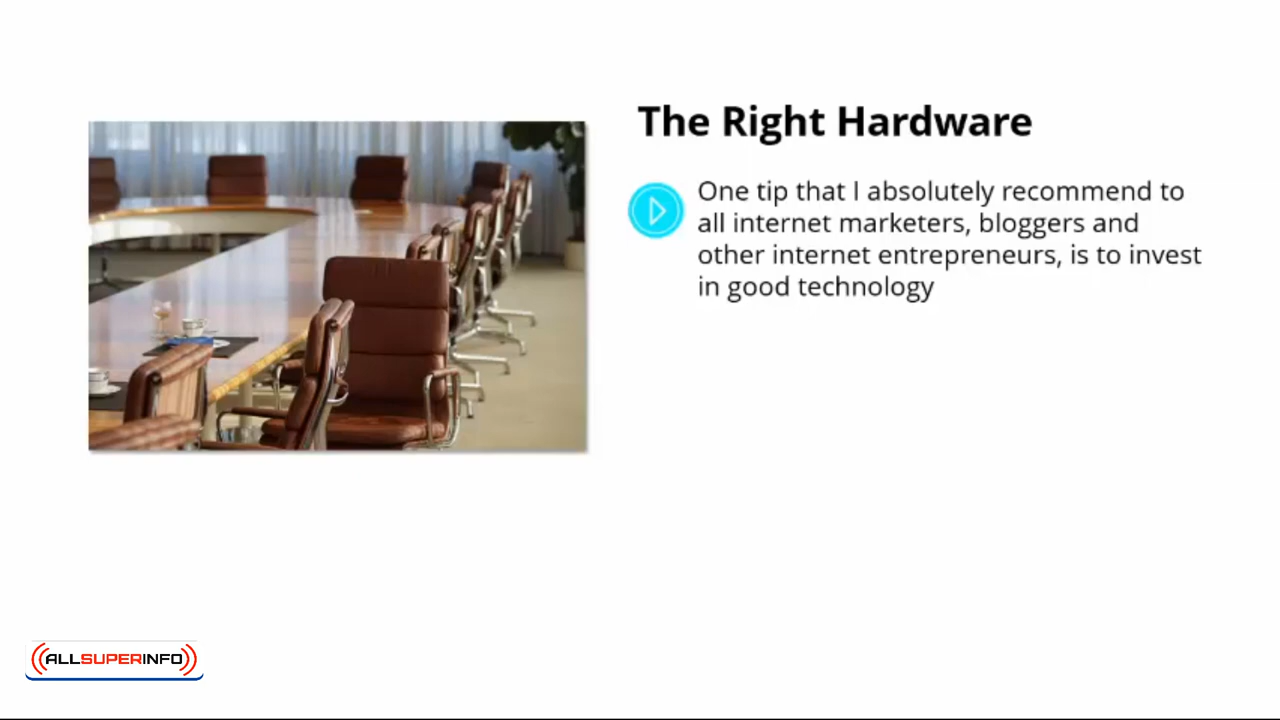 The Right Hardware
One tip that I absolutely recommend to
all internet marketers, bloggers and
other internet entrepreneurs, is to invest
in good technology
ALLSUPERINFO